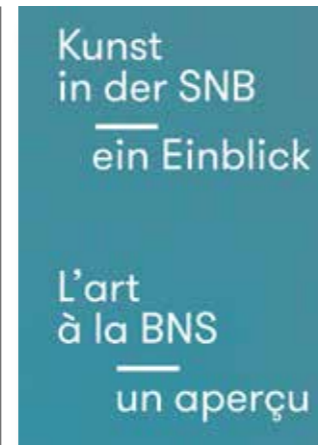 Kunst
in der SNB
ein Einblick
L’art
à la BNS
un aperçu